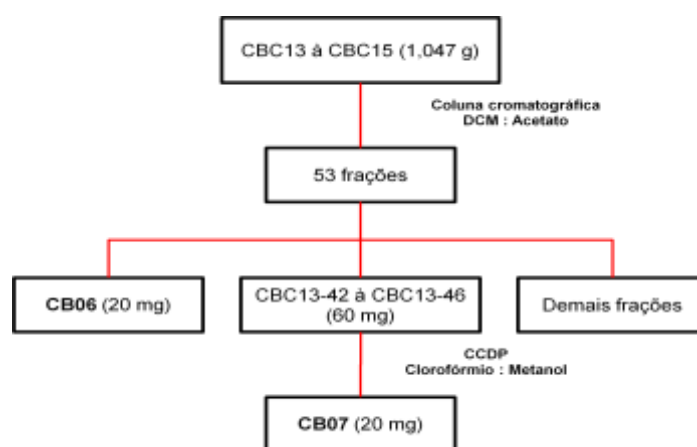 CBC13 à CBC15 (1,047 g)
Coluna cromatográfica
DCM : Acetato
53 frações
CB06 (20 mg)
CBC13-42 à CBC13-46
(60 mg)
Demais frações
CCDP
Clorofórmio : Metanol
CB07 (20 mg)